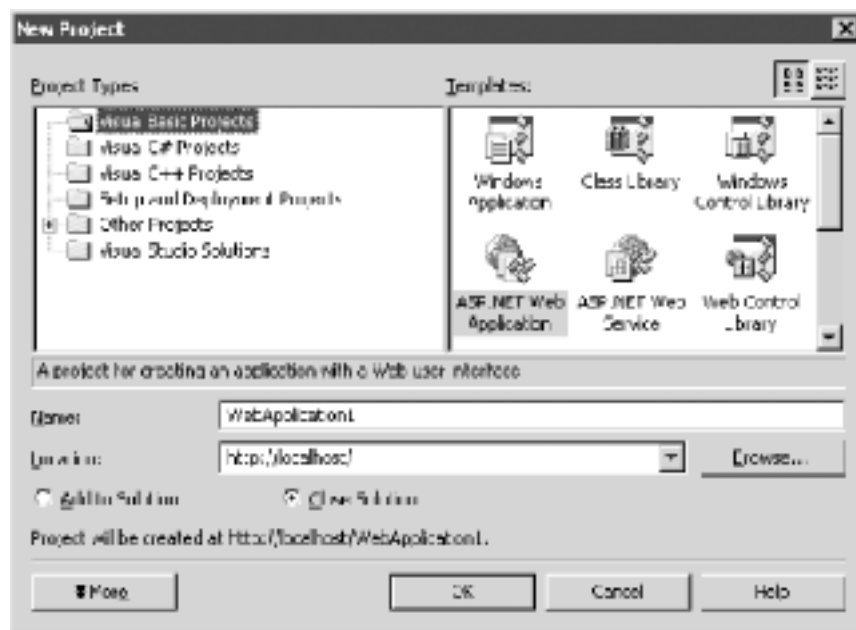 New Project
Project Types
Templates:
Visual Basic Projects
Visual C# Projects
Visual C++ Projects
Setup and Deployment Projects
Other Projects
Visual Studio Solutions
Windows Application
Class Library
Windows Control Library
ASP.NET Web Application
ASP.NET Web Service
Web Control Library
A project for creating an application with a Web user interface
Name:
WebApplication1
Location:
http://localhost/
Browse...
Add to Solution
Close Solution
Project will be created at http://localhost/WebApplication1.
More
OK
Cancel
Help